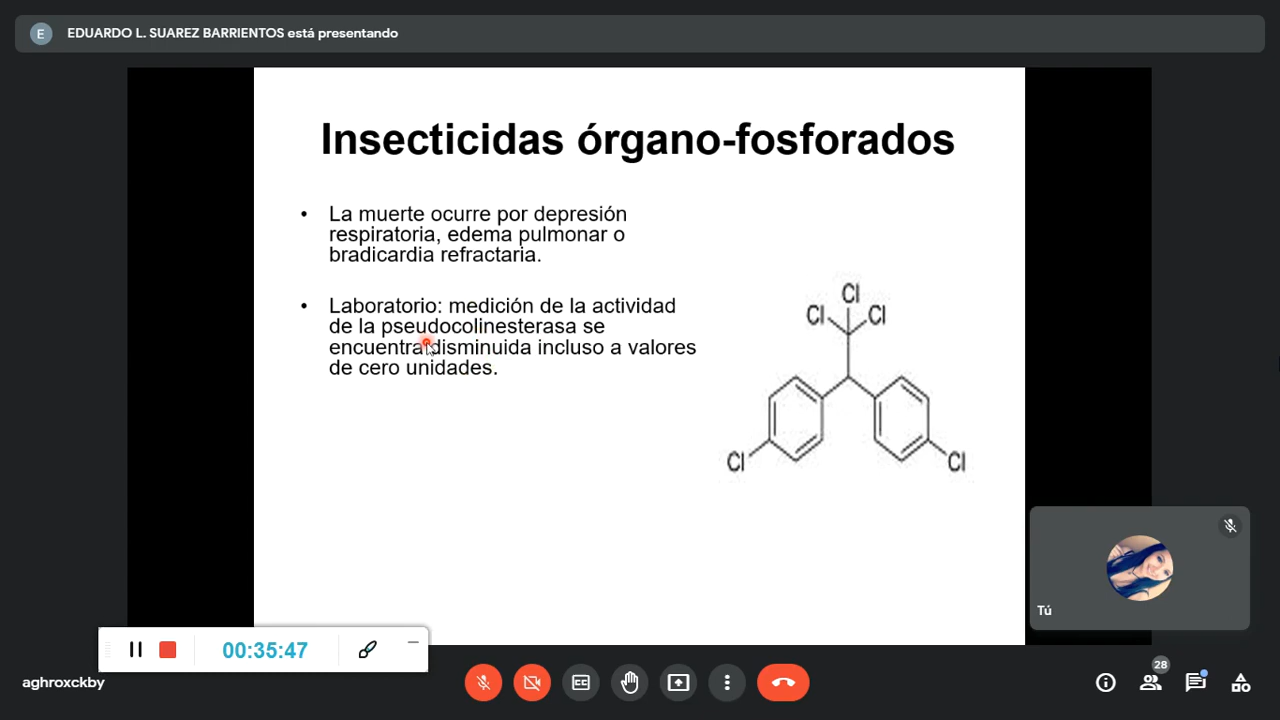 E
EDUARDO L. SUAREZ BARRIENTOS está presentando
Insecticidas órgano-fosforados
• La muerte ocurre por depresión
respiratoria, edema pulmonar o
bradicardia refractaria.
• Laboratorio: medición de la actividad
de la pseudocolinesterasa se
encuentra disminuida incluso a valores
de cero unidades.
Cl
Cl
Cl
Cl
Cl
Tú
00:35:47
aghroxckby
CC
28